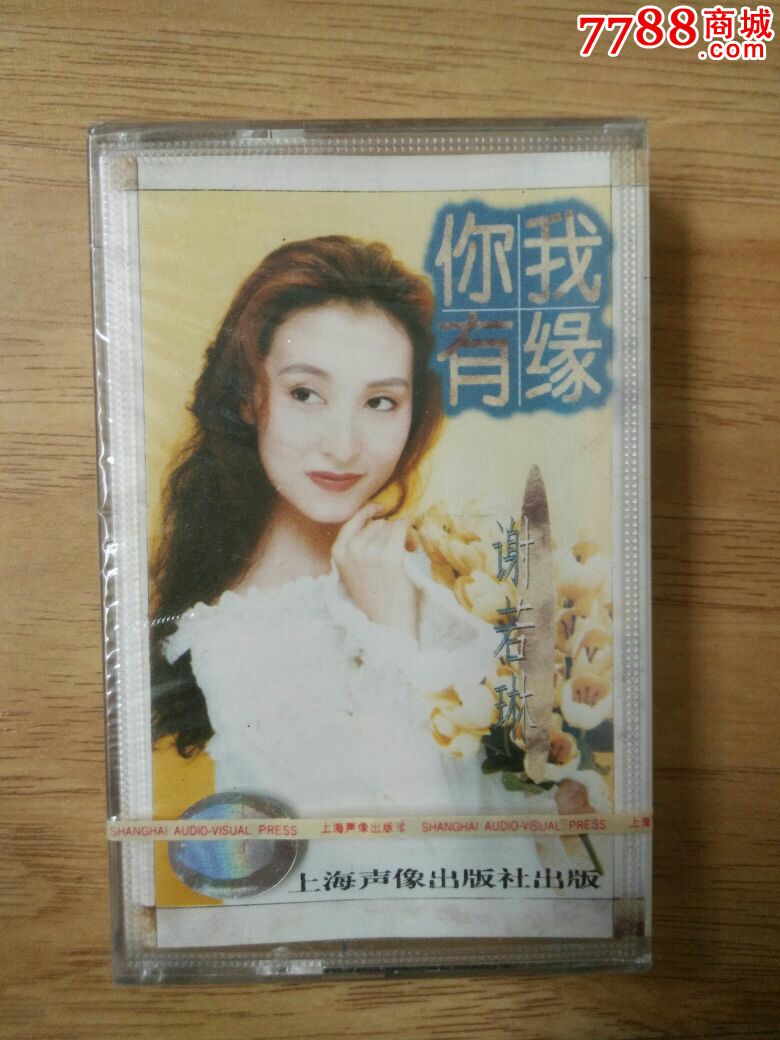 7788商城
.com
你我
有缘
谢若琳
SHANGHAI AUDIO-VISUAL PRESS 上海声像出版 SHANGHAI AUDIO-VISUAL PRESS 上海
上海声像出版社出版